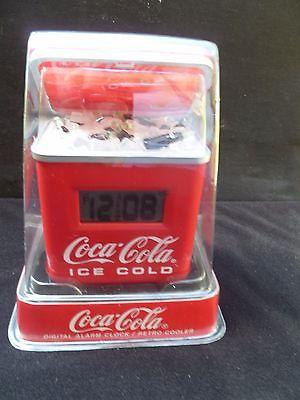 12:08
Coca-Cola
ICE COLD
Coca-Cola
DIGITAL ALARM CLOCK / RETRO COOLER